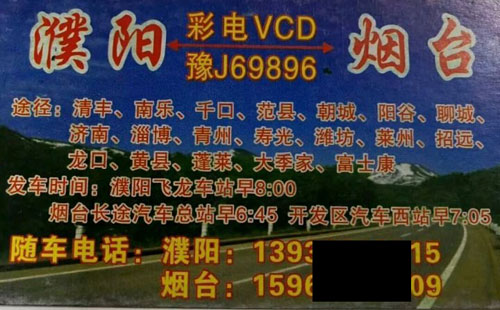 濮阳 彩电VCD 烟台
豫J69896
途径：清丰、南乐、千口、范县、朝城、阳谷、聊城、
济南、淄博、青州、寿光、潍坊、莱州、招远、
龙口、黄县、蓬莱、大季家、富士康
发车时间：濮阳飞龙车站早8:00
烟台长途汽车总站早6:45 开发区汽车西站早7:05
随车电话：濮阳：1393 15
烟台：1596 09